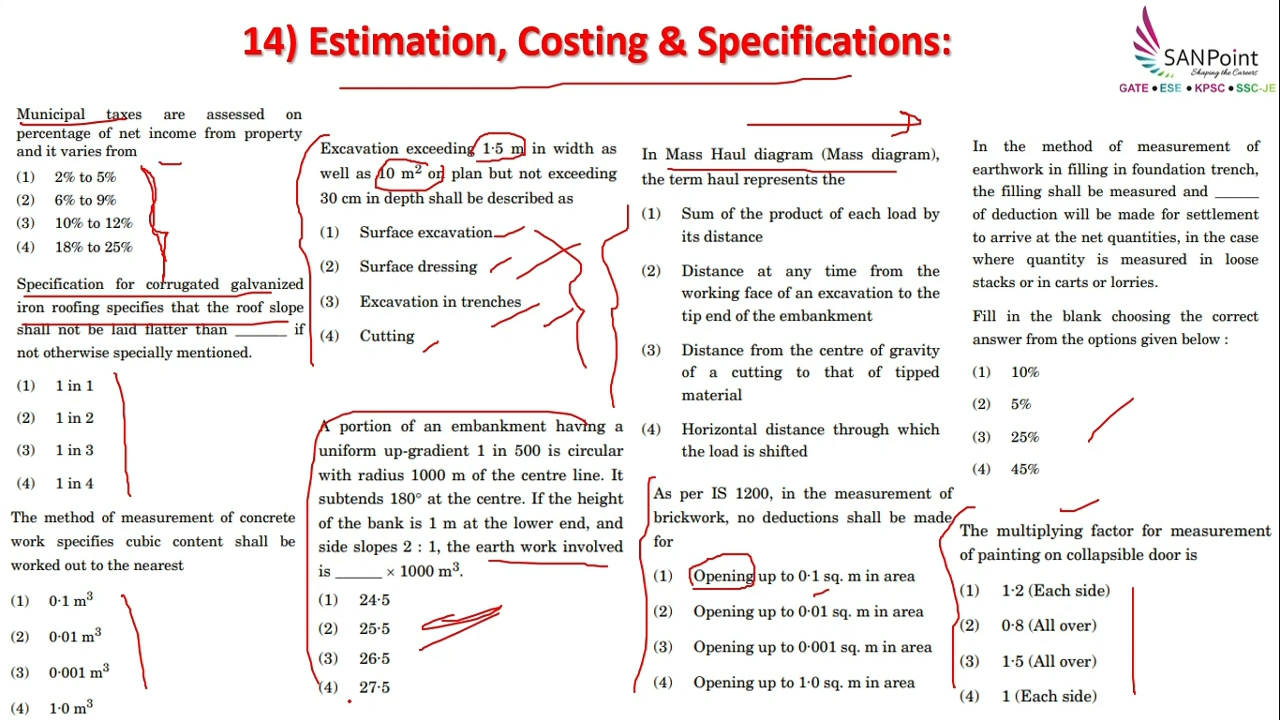 14) Estimation, Costing & Specifications:
SANPoint
Shaping the Careers
GATE ● ESE ● KPSC ● SSC-JE
Municipal taxes are assessed on
percentage of net income from property
and it varies from
(1) 2% to 5%
(2) 6% to 9%
(3) 10% to 12%
(4) 18% to 25%
Specification for corrugated galvanized
iron roofing specifies that the roof slope
shall not be laid flatter than ______ if
not otherwise specially mentioned.
(1) 1 in 1
(2) 1 in 2
(3) 1 in 3
(4) 1 in 4
The method of measurement of concrete
work specifies cubic content shall be
worked out to the nearest
(1) 0·1 m³
(2) 0·01 m³
(3) 0·001 m³
(4) 1·0 m³
Excavation exceeding 1·5 m in width as
well as 10 m² on plan but not exceeding
30 cm in depth shall be described as
(1) Surface excavation
(2) Surface dressing
(3) Excavation in trenches
(4) Cutting
A portion of an embankment having a
uniform up-gradient 1 in 500 is circular
with radius 1000 m of the centre line. It
subtends 180° at the centre. If the height
of the bank is 1 m at the lower end, and
side slopes 2 : 1, the earth work involved
is ______ × 1000 m³.
(1) 24·5
(2) 25·5
(3) 26·5
(4) 27·5
In Mass Haul diagram (Mass diagram),
the term haul represents the
(1) Sum of the product of each load by
its distance
(2) Distance at any time from the
working face of an excavation to the
tip end of the embankment
(3) Distance from the centre of gravity
of a cutting to that of tipped
material
(4) Horizontal distance through which
the load is shifted
As per IS 1200, in the measurement of
brickwork, no deductions shall be made
for
(1) Opening up to 0·1 sq. m in area
(2) Opening up to 0·01 sq. m in area
(3) Opening up to 0·001 sq. m in area
(4) Opening up to 1·0 sq. m in area
In the method of measurement of
earthwork in filling in foundation trench,
the filling shall be measured and ______
of deduction will be made for settlement
to arrive at the net quantities, in the case
where quantity is measured in loose
stacks or in carts or lorries.
Fill in the blank choosing the correct
answer from the options given below :
(1) 10%
(2) 5%
(3) 25%
(4) 45%
The multiplying factor for measurement
of painting on collapsible door is
(1) 1·2 (Each side)
(2) 0·8 (All over)
(3) 1·5 (All over)
(4) 1 (Each side)